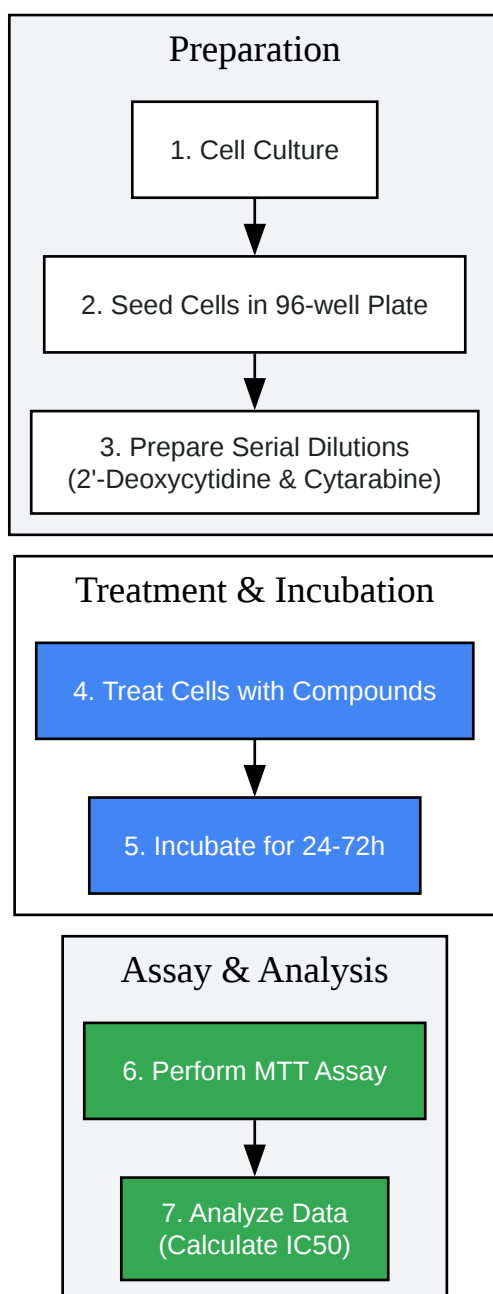 Preparation
1. Cell Culture
2. Seed Cells in 96-well Plate
3. Prepare Serial Dilutions
(2'-Deoxycytidine & Cytarabine)
Treatment & Incubation
4. Treat Cells with Compounds
5. Incubate for 24-72h
Assay & Analysis
6. Perform MTT Assay
7. Analyze Data
(Calculate IC50)